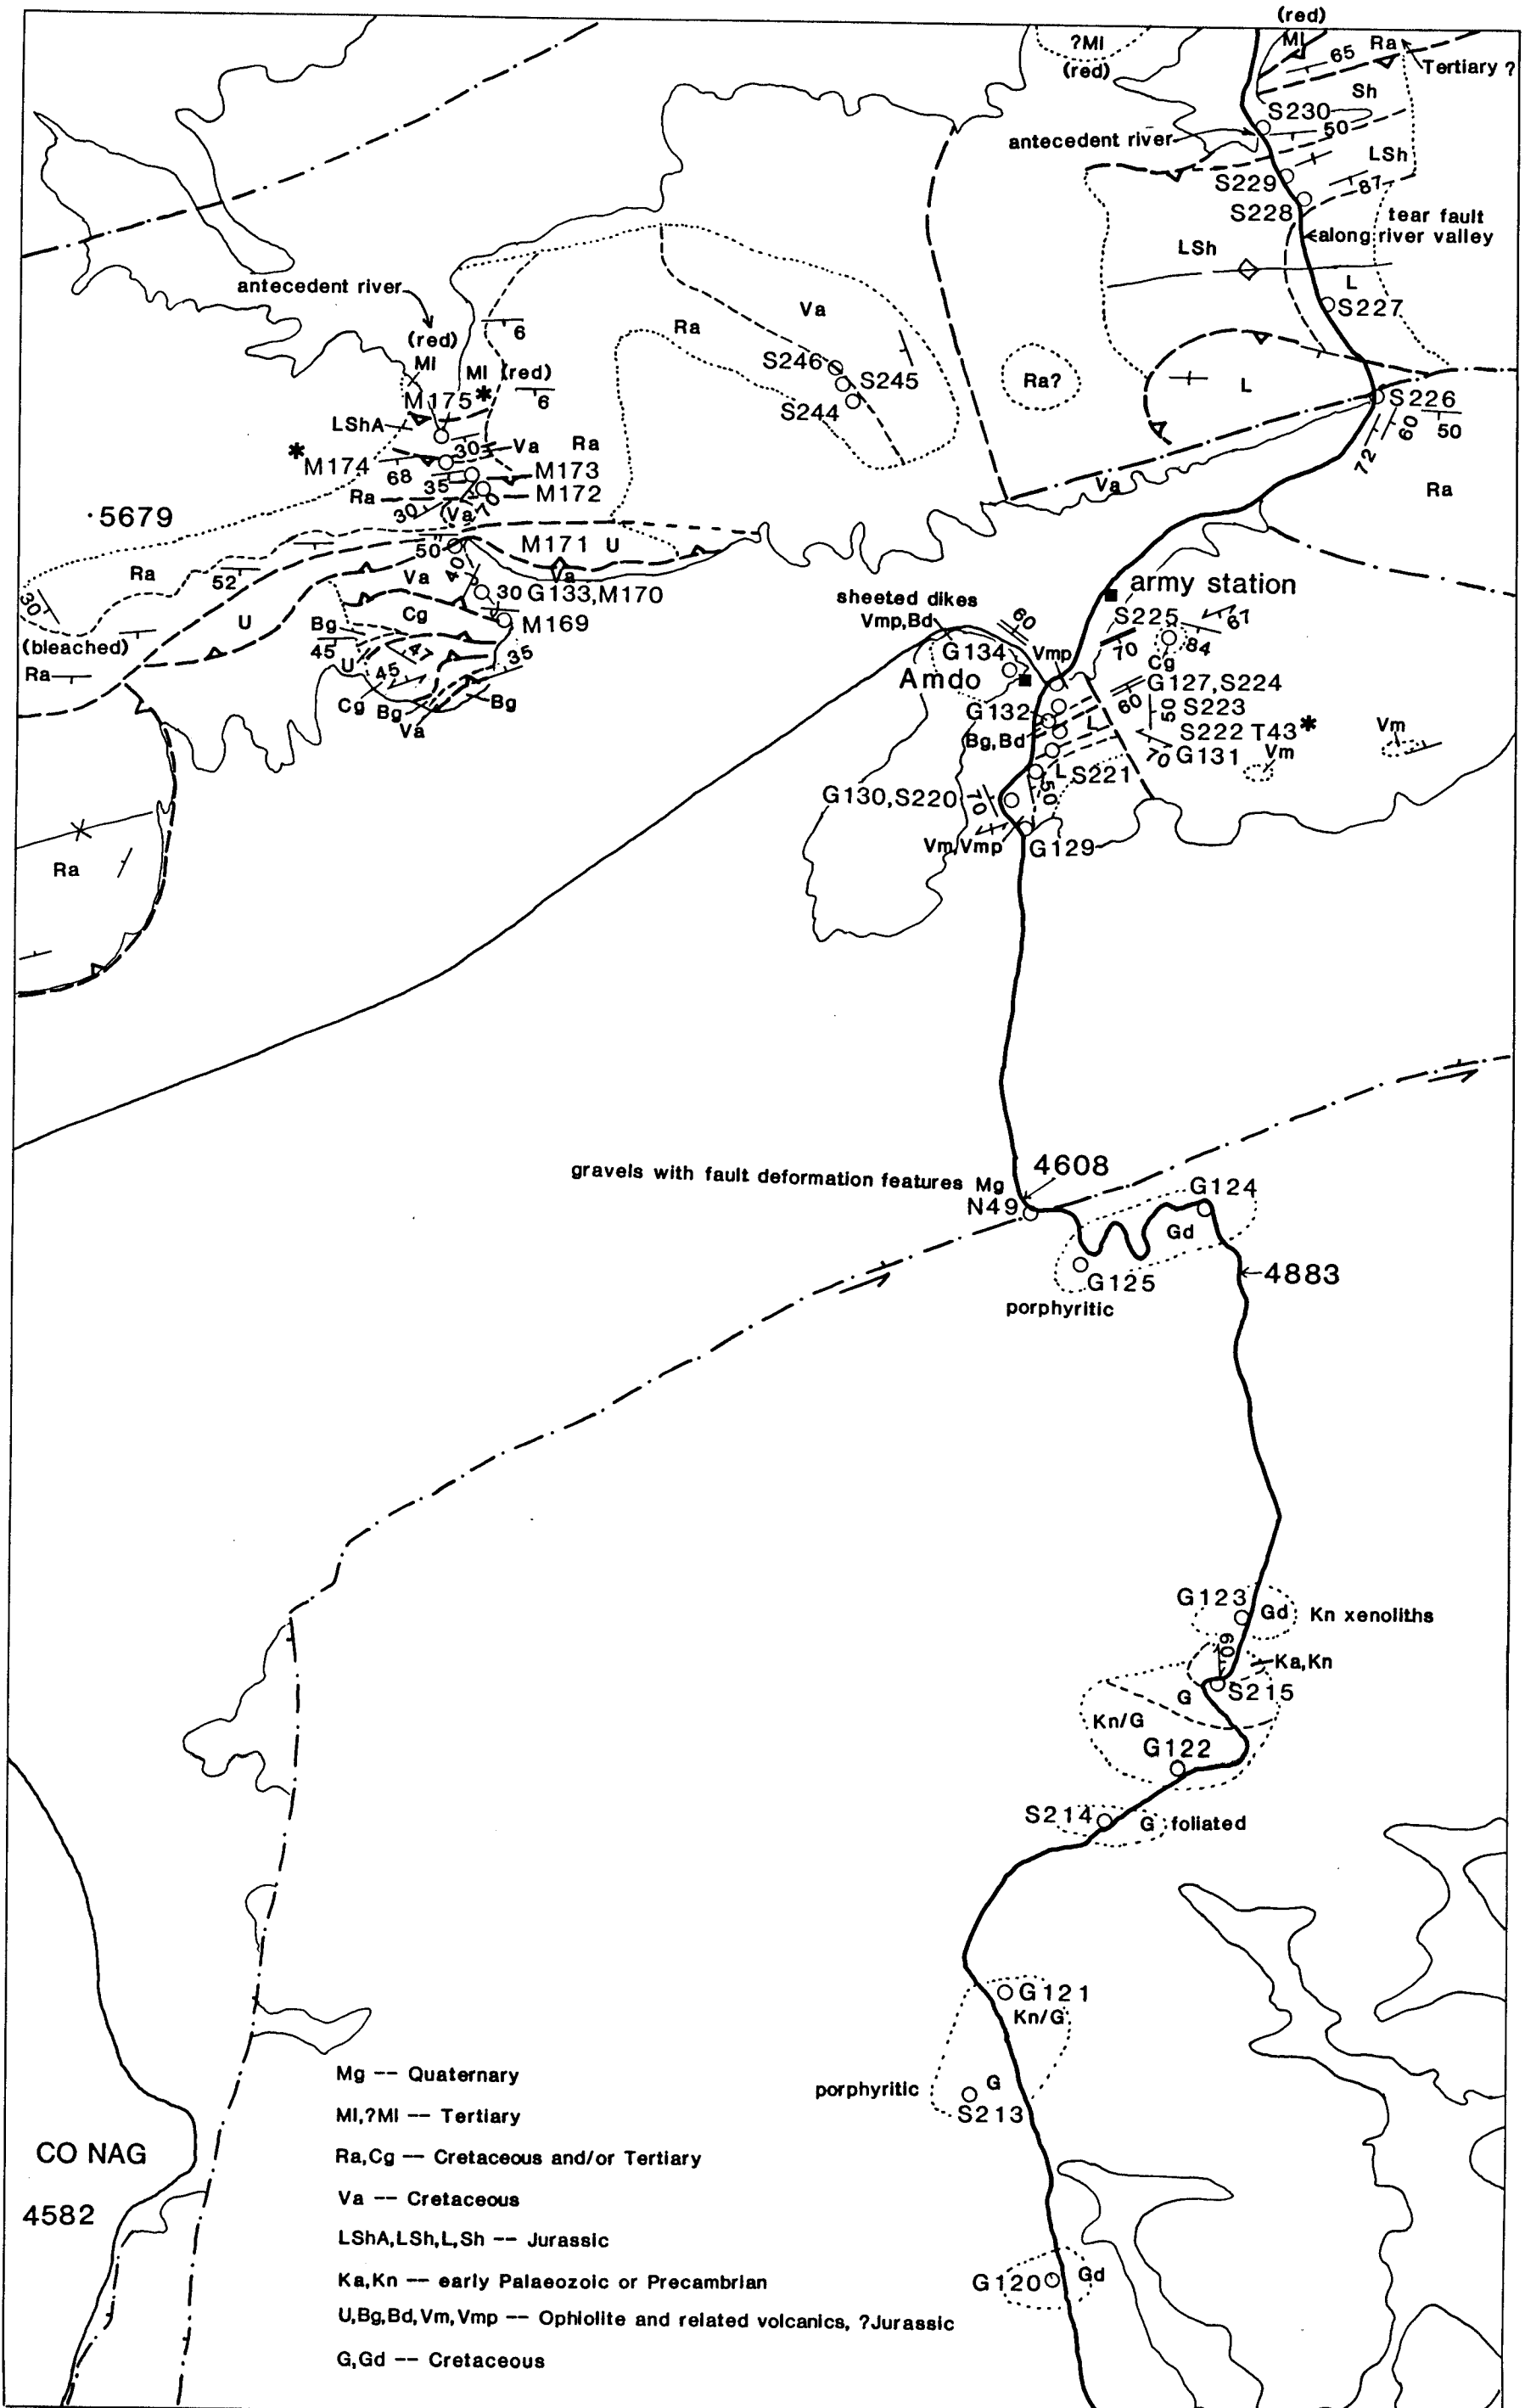 (red)
?MI
(red)
MI
Ra
65
Tertiary ?
Sh
S230
50
antecedent river
LSh
S229
87
S228
tear fault
along river valley
LSh
L
S227
antecedent river
(red)
MI
MI (red)
6
6
Va
Ra
S246
S245
S244
Ra?
L
S226
60
50
72
Va
Ra
M175*
LShA
30
Va
Ra
*M174
68
M173
35
Ra
M172
30
(Va)
70
·5679
50
M171 U
Ra
52
Va
40
Va
30
30 G133,M170
U
Cg
M169
Bg
(bleached)
45
47
35
U
45
Ra
Cg
Bg
Bg
Va
army station
sheeted dikes
Vmp,Bd
60
S225
67
G134
Vmp
70
84
Cg
Amdo
G127,S224
60
G132
50
S223
L
Bg,Bd
S222 T43*
Vm
70
G131
Vm
L
S221
G130,S220
70
50
Vm,Vmp
G129
Ra
gravels with fault deformation features Mg
4608
N49
G124
Gd
G125
4883
porphyritic
G123
Gd
Kn xenoliths
60
Ka,Kn
G
S215
Kn/G
G122
S214
G
foliated
G121
Kn/G
porphyritic
G
S213
Mg -- Quaternary
MI,?MI -- Tertiary
Ra,Cg -- Cretaceous and/or Tertiary
Va -- Cretaceous
LShA,LSh,L,Sh -- Jurassic
Ka,Kn -- early Palaeozoic or Precambrian
U,Bg,Bd,Vm,Vmp -- Ophiolite and related volcanics, ?Jurassic
G,Gd -- Cretaceous
CO NAG
4582
G120
Gd